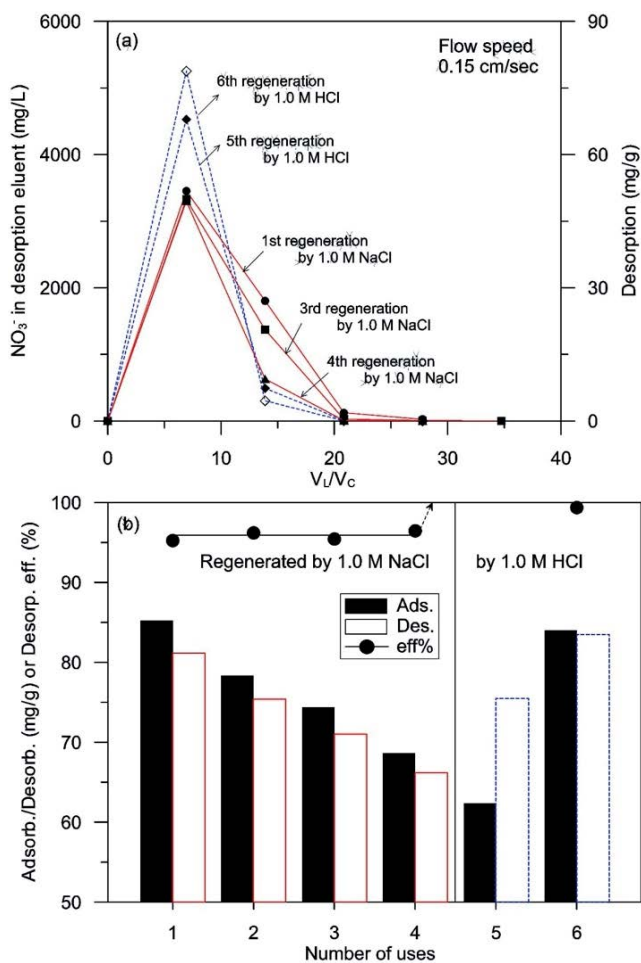 (a)
Flow speed
0.15 cm/sec
6th regeneration
by 1.0 M HCl
5th regeneration
by 1.0 M HCl
1st regeneration
by 1.0 M NaCl
3rd regeneration
by 1.0 M NaCl
4th regeneration
by 1.0 M NaCl
NO₃⁻ in desorption eluent (mg/L)
6000
4000
2000
0
Desorption (mg/g)
90
60
30
0
0
10
20
30
40
V_L/V_C
(b)
Regenerated by 1.0 M NaCl
by 1.0 M HCl
Ads.
Des.
eff%
Adsorb./Desorb. (mg/g) or Desorp. eff. (%)
100
90
80
70
60
50
1
2
3
4
5
6
Number of uses